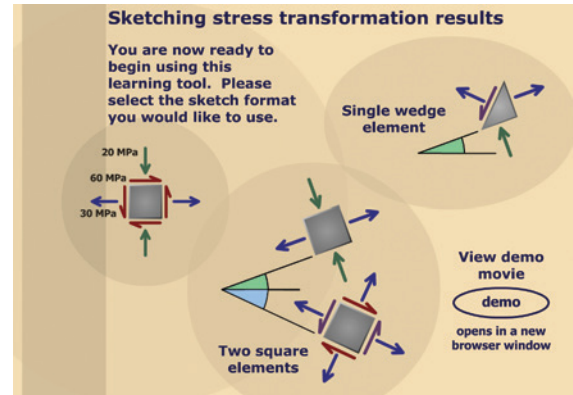 Sketching stress transformation results
You are now ready to
begin using this
learning tool. Please
select the sketch format
you would like to use.
Single wedge
element
20 MPa
60 MPa
30 MPa
View demo
movie
demo
opens in a new
browser window
Two square
elements